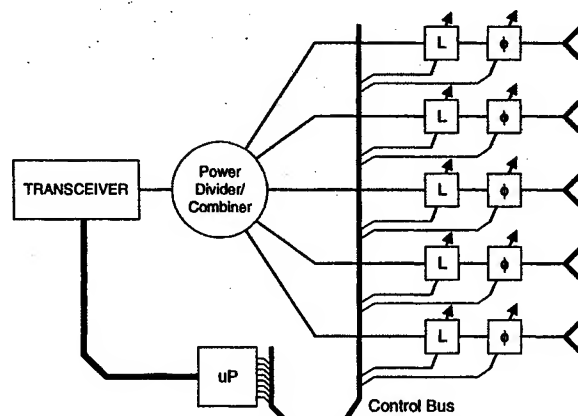 L ϕ
L ϕ
Power
Divider/
Combiner
TRANSCEIVER
L ϕ
L ϕ
L ϕ
uP
Control Bus